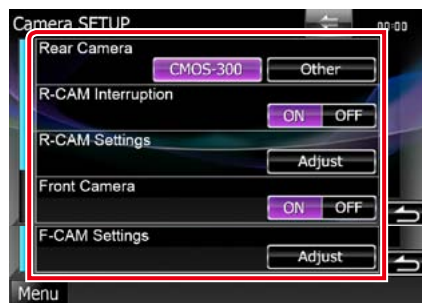 Camera SETUP
00:00
Rear Camera
CMOS-300 Other
R-CAM Interruption
ON OFF
R-CAM Settings
Adjust
Front Camera
ON OFF
F-CAM Settings
Adjust
Menu